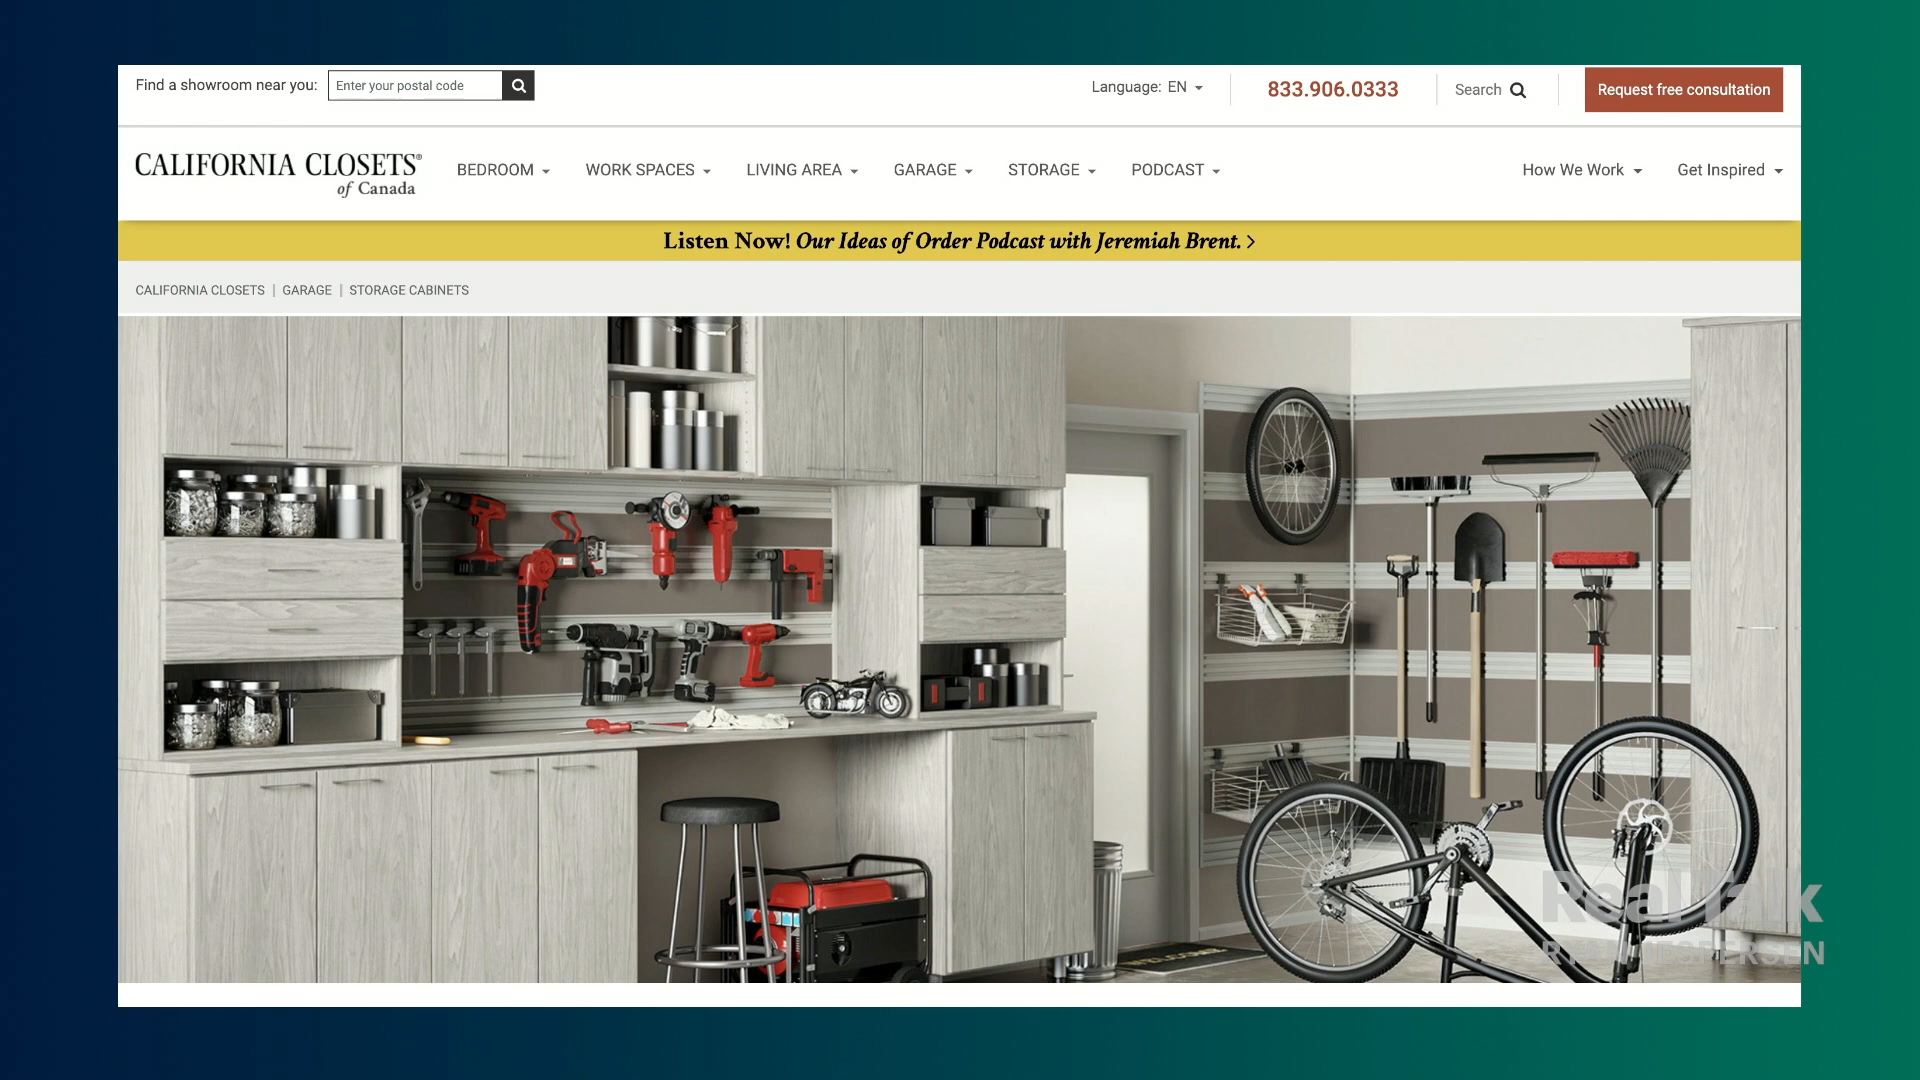 Find a showroom near you: Enter your postal code
Language: EN
833.906.0333
Search
Request free consultation
CALIFORNIA CLOSETS®
of Canada
BEDROOM
WORK SPACES
LIVING AREA
GARAGE
STORAGE
PODCAST
How We Work
Get Inspired
Listen Now! Our Ideas of Order Podcast with Jeremiah Brent. >
CALIFORNIA CLOSETS | GARAGE | STORAGE CABINETS
Real Talk